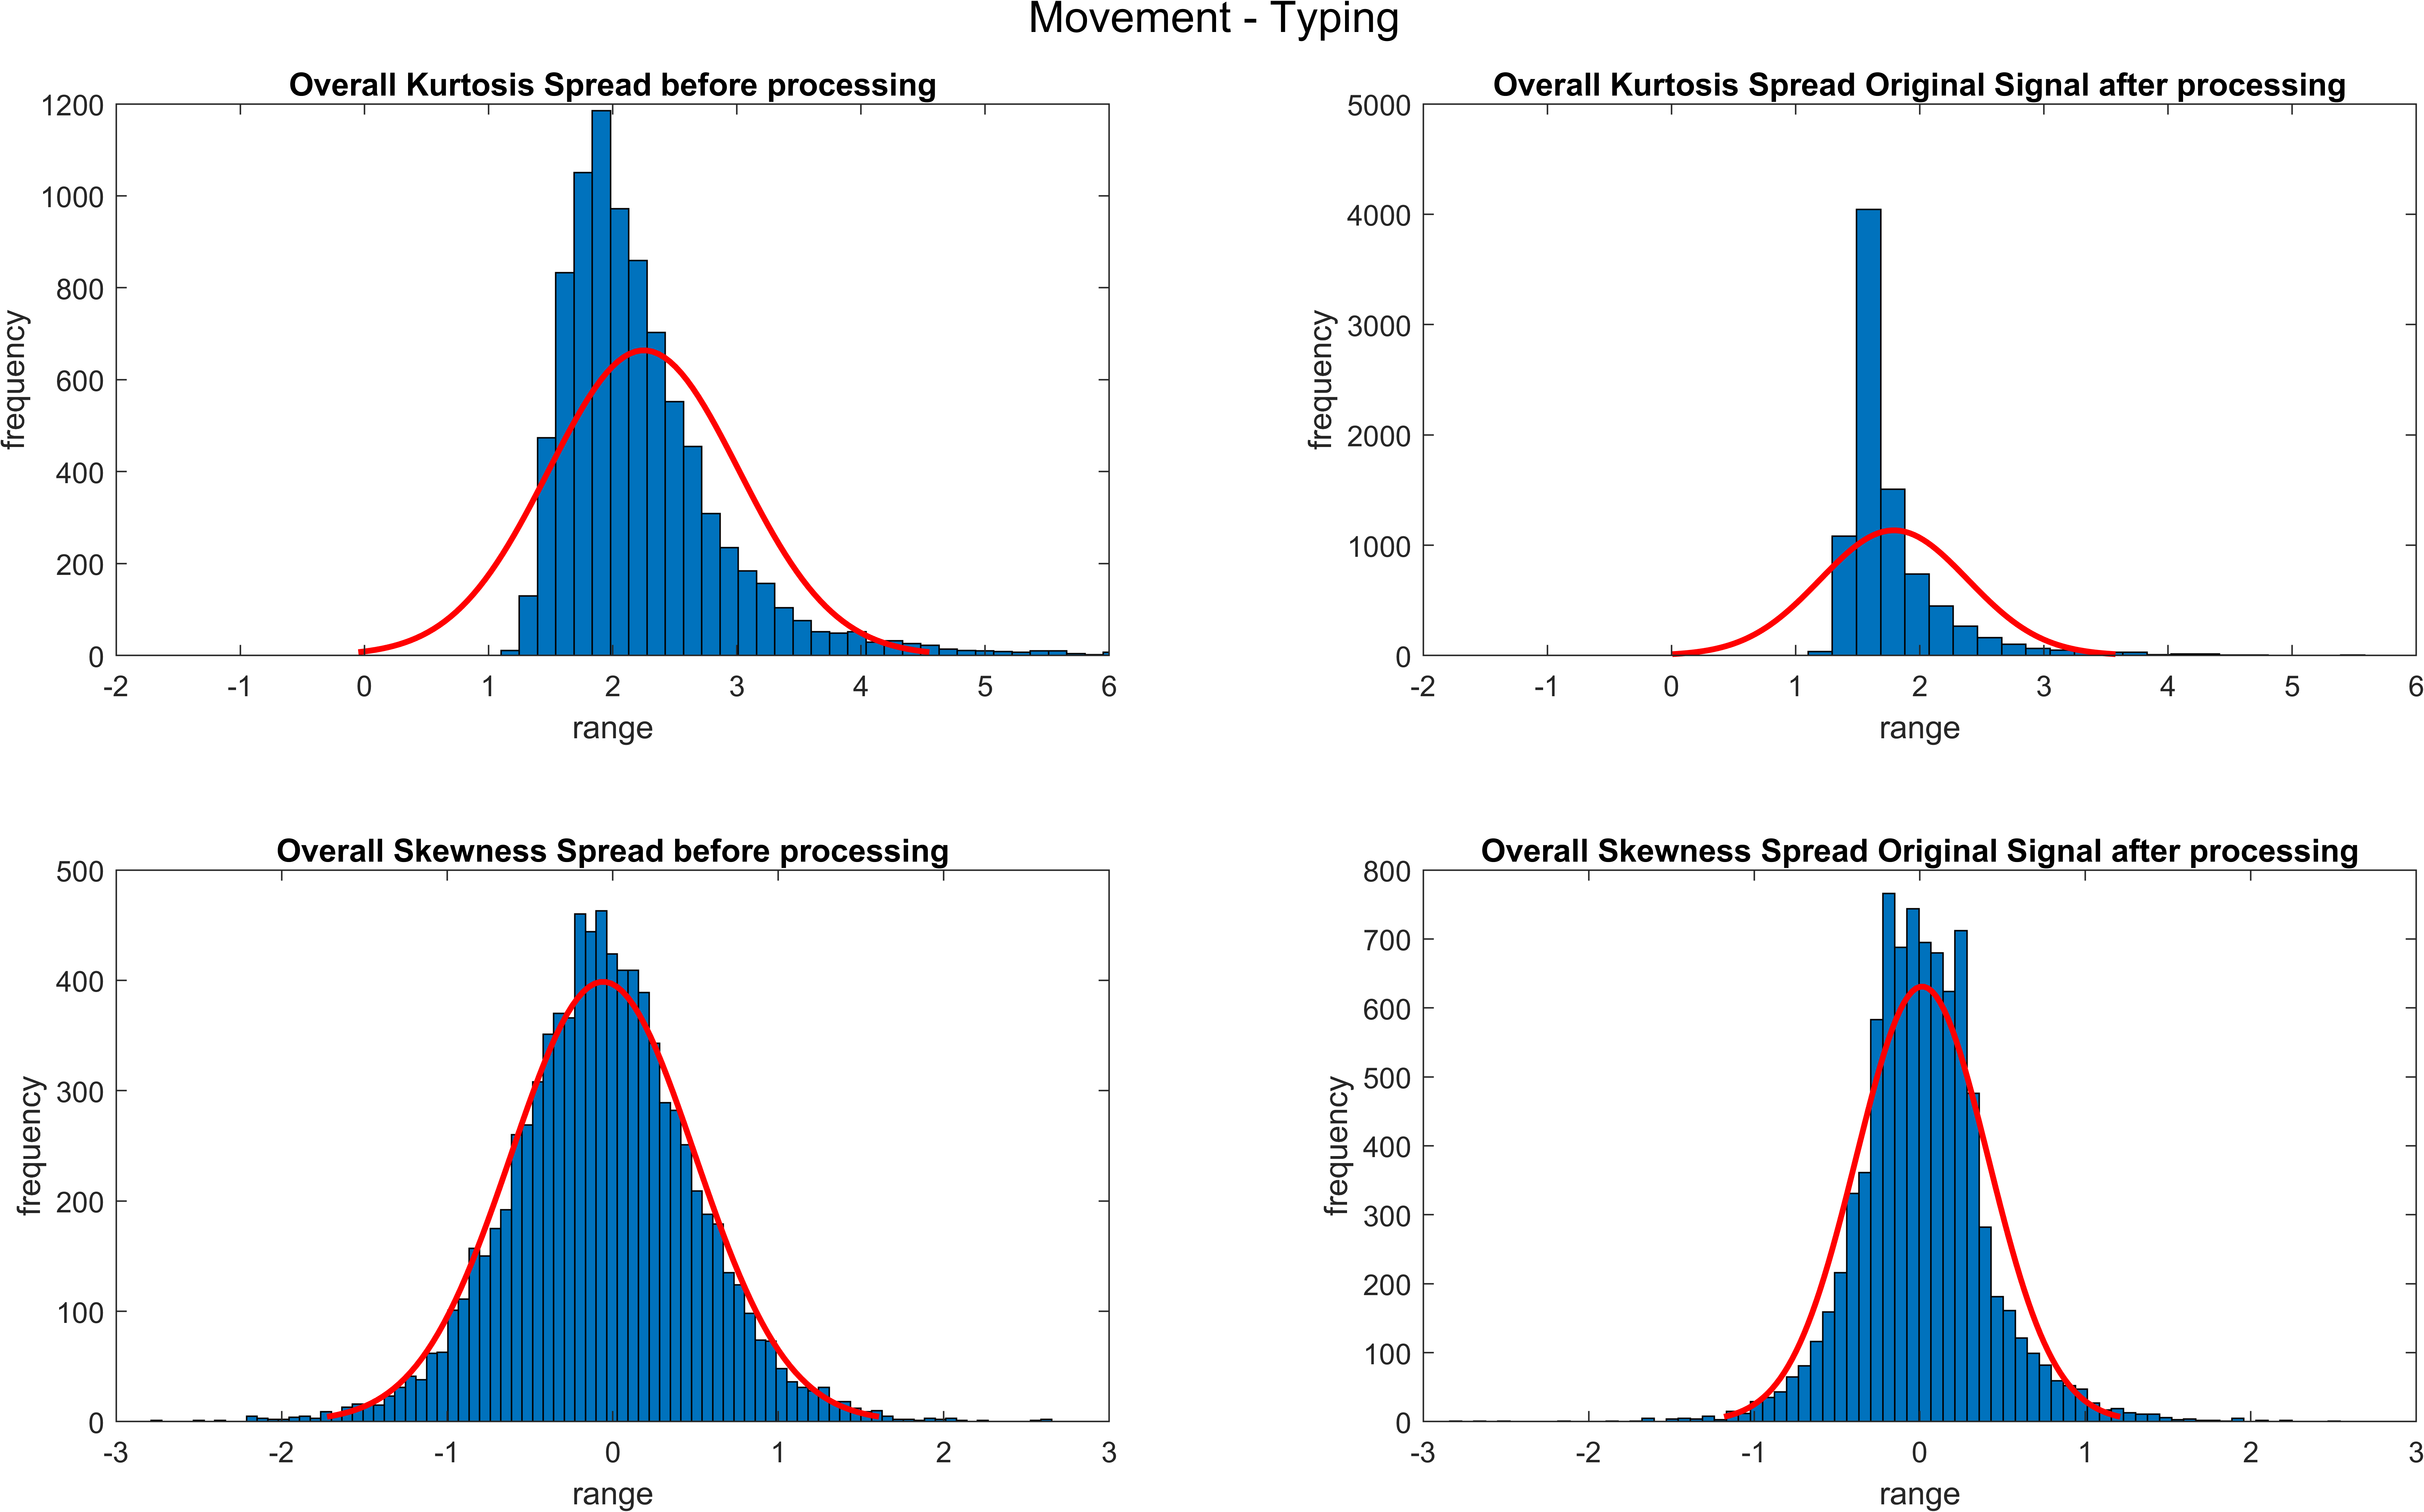 Movement - Typing
Overall Kurtosis Spread before processing
1200
1000
800
600
400
200
0
frequency
-2 -1 0 1 2 3 4 5 6
range
Overall Kurtosis Spread Original Signal after processing
5000
4000
3000
2000
1000
0
frequency
-2 -1 0 1 2 3 4 5 6
range
Overall Skewness Spread before processing
500
400
300
200
100
0
frequency
-3 -2 -1 0 1 2 3
range
Overall Skewness Spread Original Signal after processing
800
700
600
500
400
300
200
100
0
frequency
-3 -2 -1 0 1 2 3
range